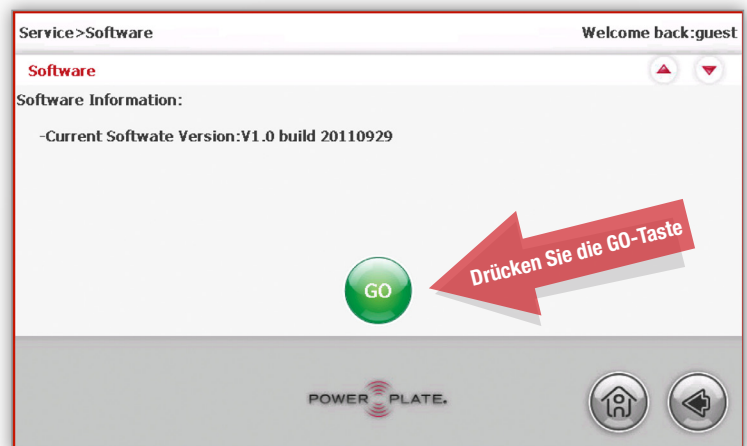 Service>Software
Welcome back:guest
Software
Software Information:
-Current Softwate Version:V1.0 build 20110929
Drücken Sie die GO-Taste
GO
POWER PLATE.